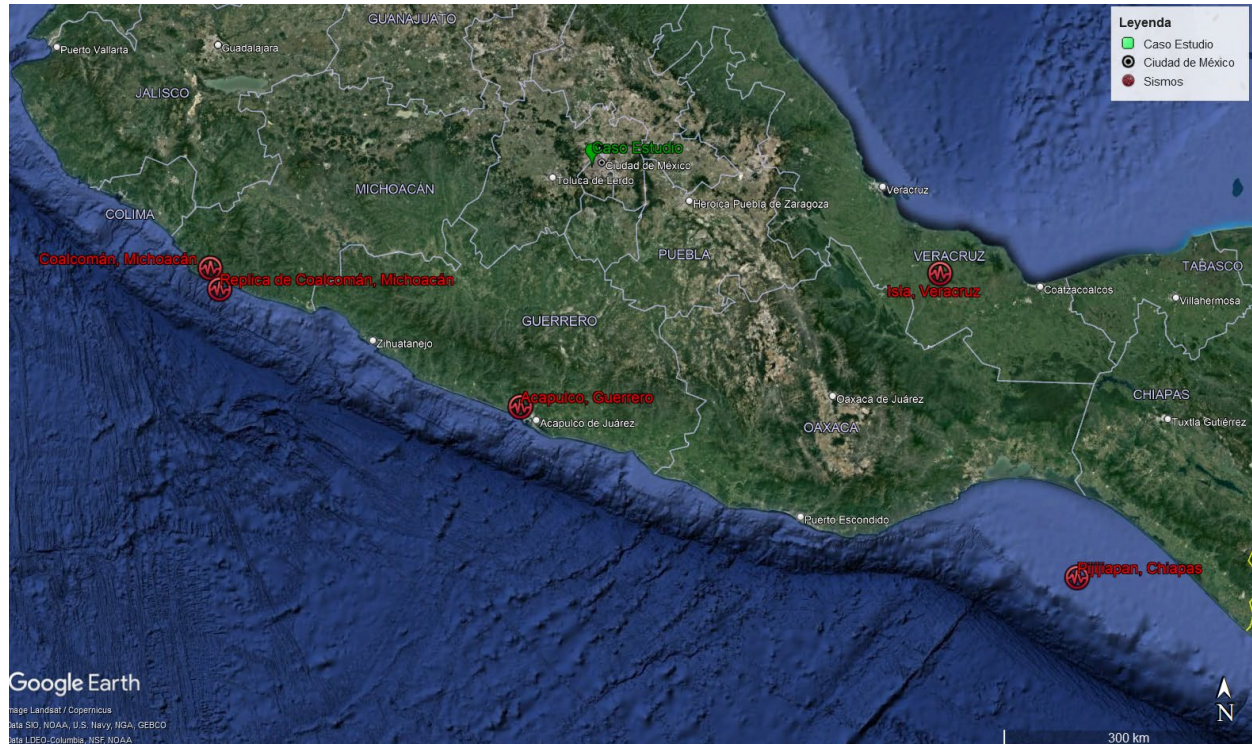 GUANAJUATO
Leyenda
Caso Estudio
Ciudad de México
Sismos
Puerto Vallarta
Guadalajara
JALISCO
Caso Estudio
Ciudad de México
Toluca de Lerdo
MICHOACÁN
Heroica Puebla de Zaragoza
Veracruz
COLIMA
PUEBLA
VERACRUZ
TABASCO
Coalcomán, Michoacán
Replica de Coalcomán, Michoacán
Isla, Veracruz
Coatzacoalcos
Villahermosa
GUERRERO
Zihuatanejo
Acapulco, Guerrero
Acapulco de Juárez
Oaxaca de Juárez
OAXACA
CHIAPAS
Tuxtla Gutiérrez
Puerto Escondido
Pijijiapan, Chiapas
Google Earth
mage Landsat / Copernicus
Data SIO, NOAA, U.S. Navy, NGA, GEBCO
Data LDEO-Columbia, NSF, NOAA
N
300 km